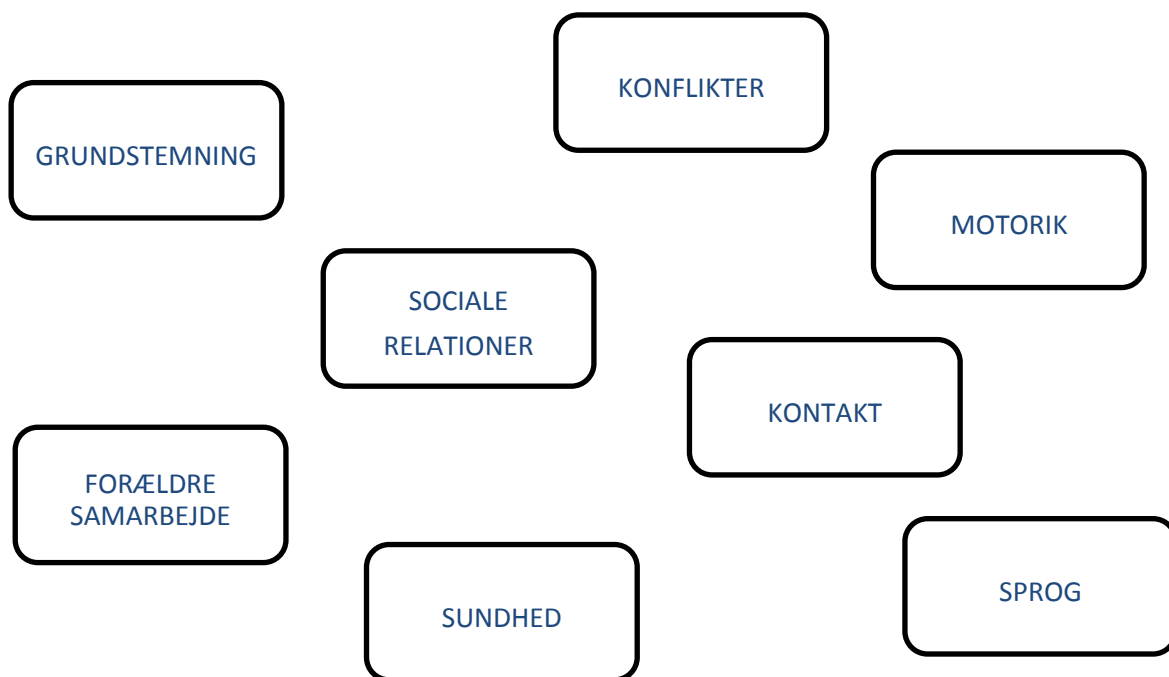 KONFLIKTER
GRUNDSTEMNING
MOTORIK
SOCIALE
RELATIONER
KONTAKT
FORÆLDRE
SAMARBEJDE
SPROG
SUNDHED